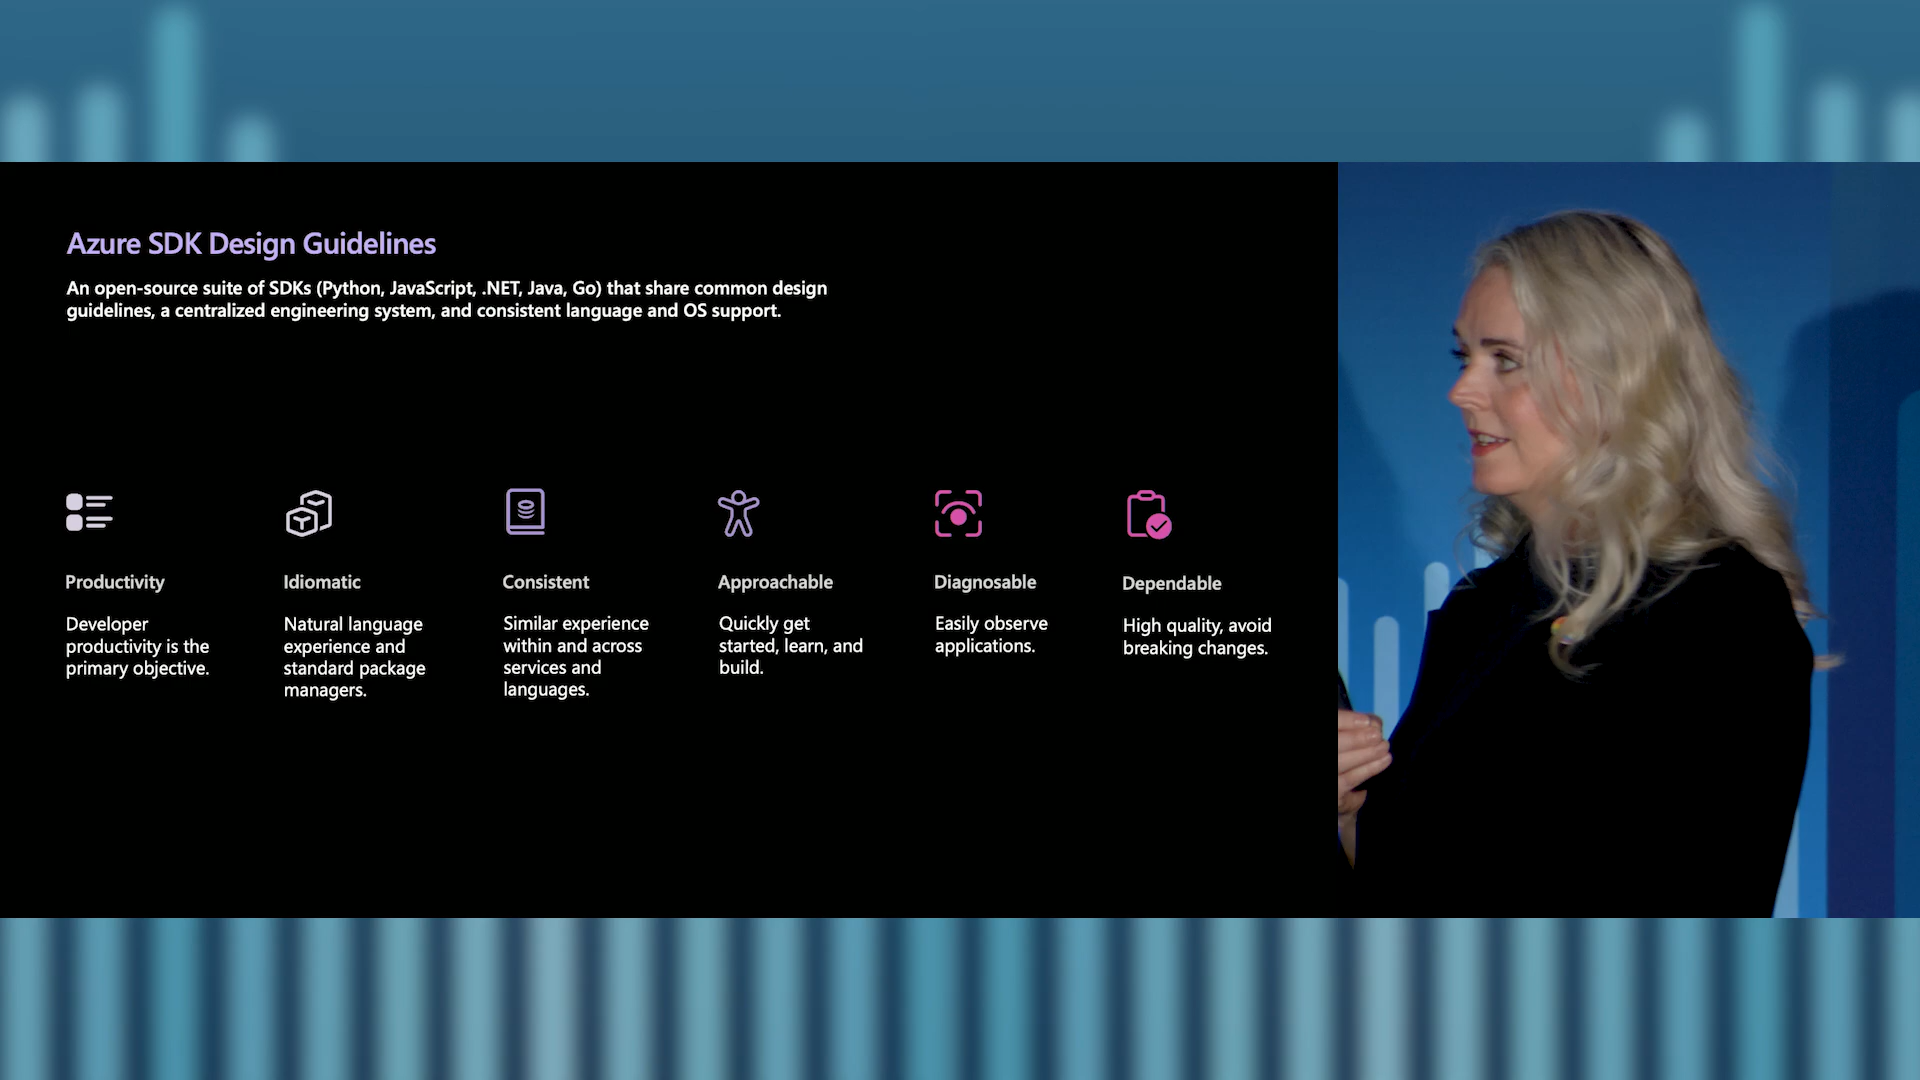 Azure SDK Design Guidelines
An open-source suite of SDKs (Python, JavaScript, .NET, Java, Go) that share common design
guidelines, a centralized engineering system, and consistent language and OS support.
Productivity
Developer
productivity is the
primary objective.
Idiomatic
Natural language
experience and
standard package
managers.
Consistent
Similar experience
within and across
services and
languages.
Approachable
Quickly get
started, learn, and
build.
Diagnosable
Easily observe
applications.
Dependable
High quality, avoid
breaking changes.